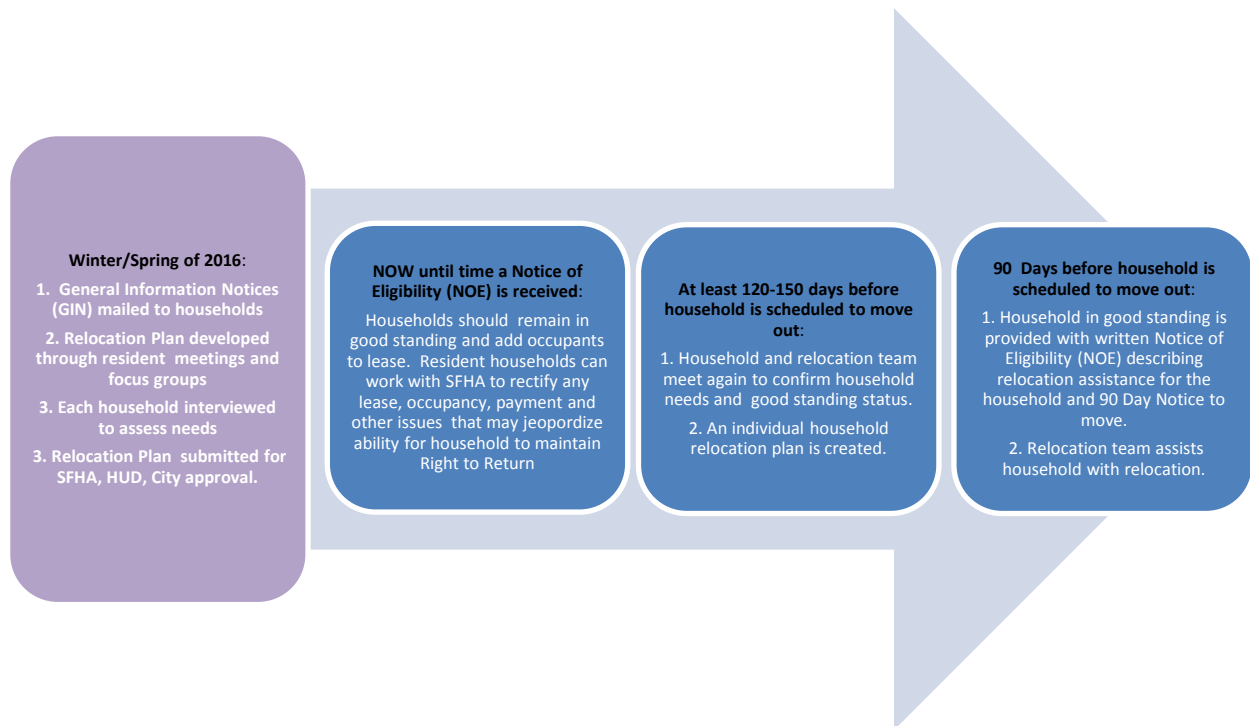 Winter/Spring of 2016:
1. General Information Notices
(GIN) mailed to households
2. Relocation Plan developed
through resident meetings and
focus groups
3. Each household interviewed
to assess needs
3. Relocation Plan submitted for
SFHA, HUD, City approval.
NOW until time a Notice of
Eligibility (NOE) is received:
Households should remain in
good standing and add occupants
to lease. Resident households can
work with SFHA to rectify any
lease, occupancy, payment and
other issues that may jeopordize
ability for household to maintain
Right to Return
At least 120-150 days before
household is scheduled to move
out:
1. Household and relocation team
meet again to confirm household
needs and good standing status.
2. An individual household
relocation plan is created.
90 Days before household is
scheduled to move out:
1. Household in good standing is
provided with written Notice of
Eligibility (NOE) describing
relocation assistance for the
household and 90 Day Notice to
move.
2. Relocation team assists
household with relocation.